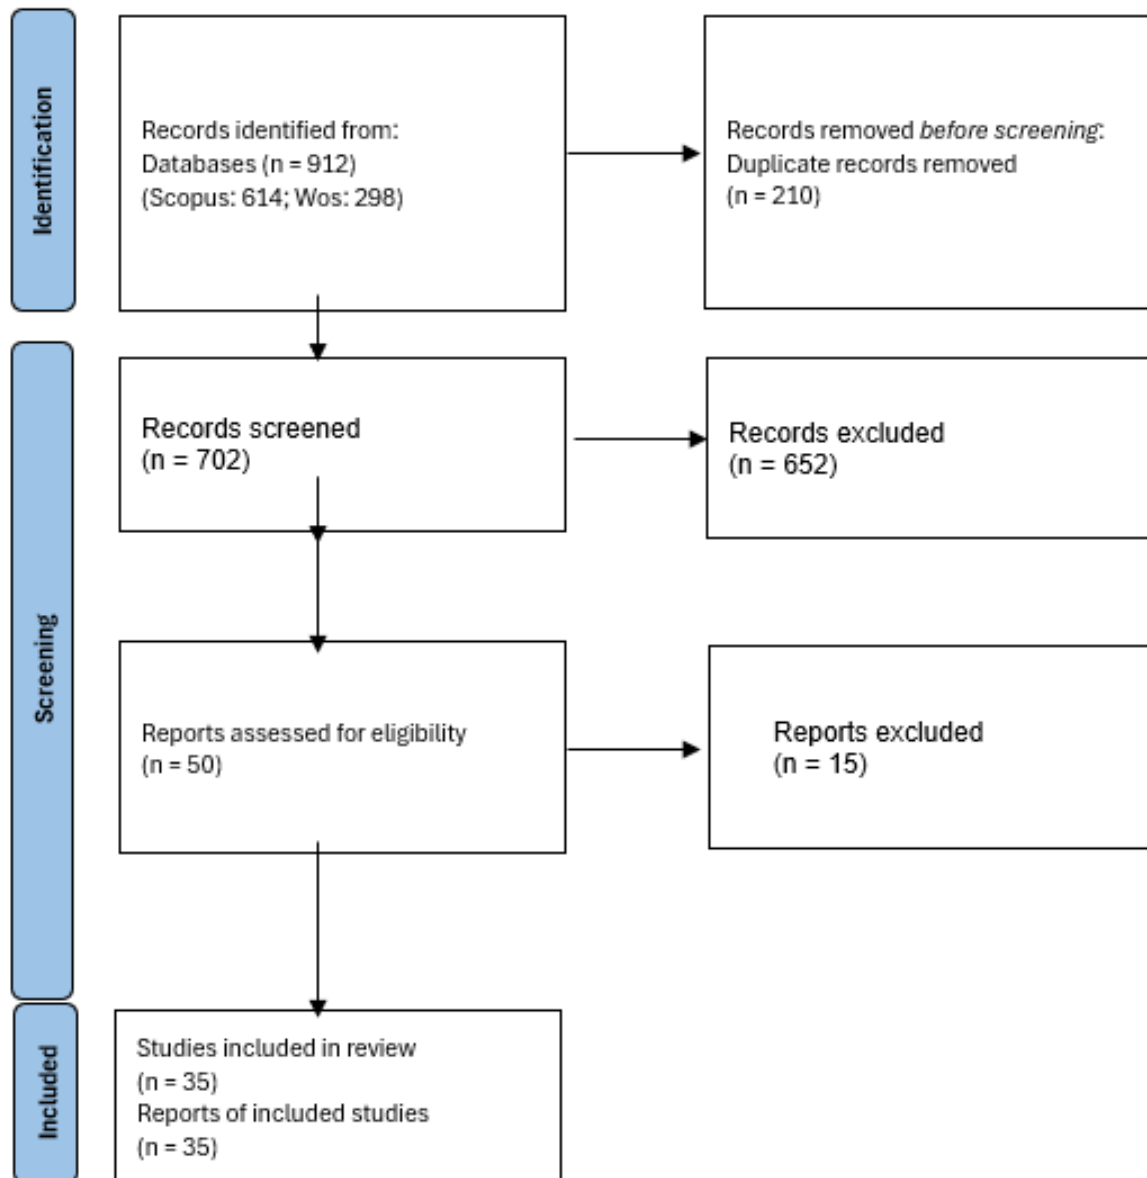 Identification
Records identified from:
Databases (n = 912)
(Scopus: 614; Wos: 298)
Records removed before screening:
Duplicate records removed
(n = 210)
Screening
Records screened
(n = 702)
Records excluded
(n = 652)
Reports assessed for eligibility
(n = 50)
Reports excluded
(n = 15)
Included
Studies included in review
(n = 35)
Reports of included studies
(n = 35)